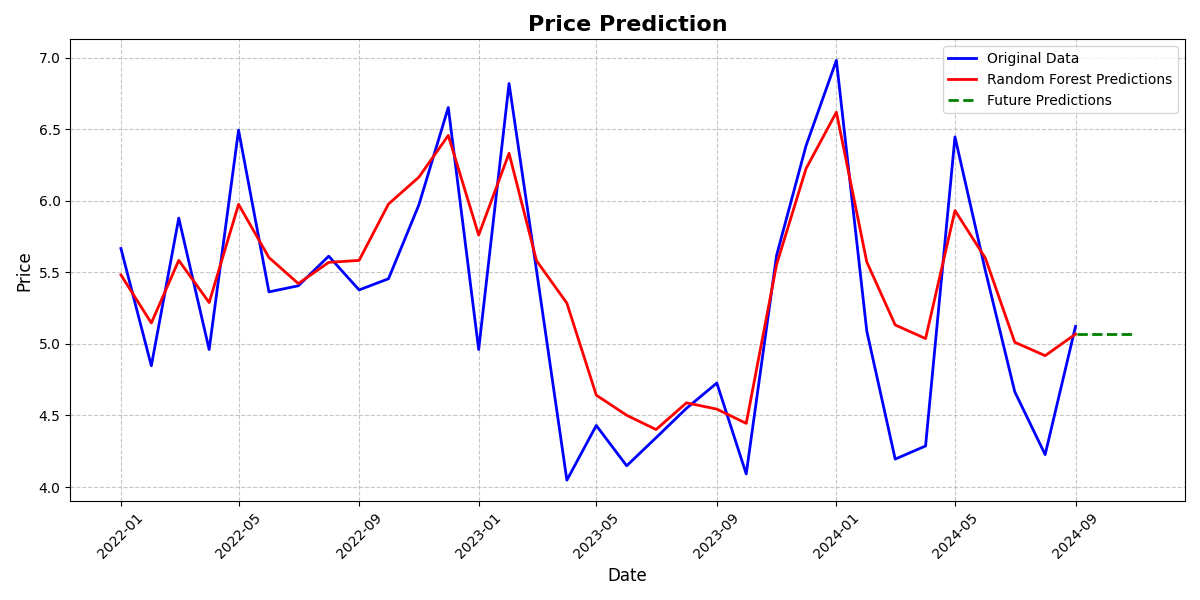 Price Prediction
Original Data
Random Forest Predictions
Future Predictions
Price
7.0
6.5
6.0
5.5
5.0
4.5
4.0
2022-01
2022-05
2022-09
2023-01
2023-05
2023-09
2024-01
2024-05
2024-09
Date